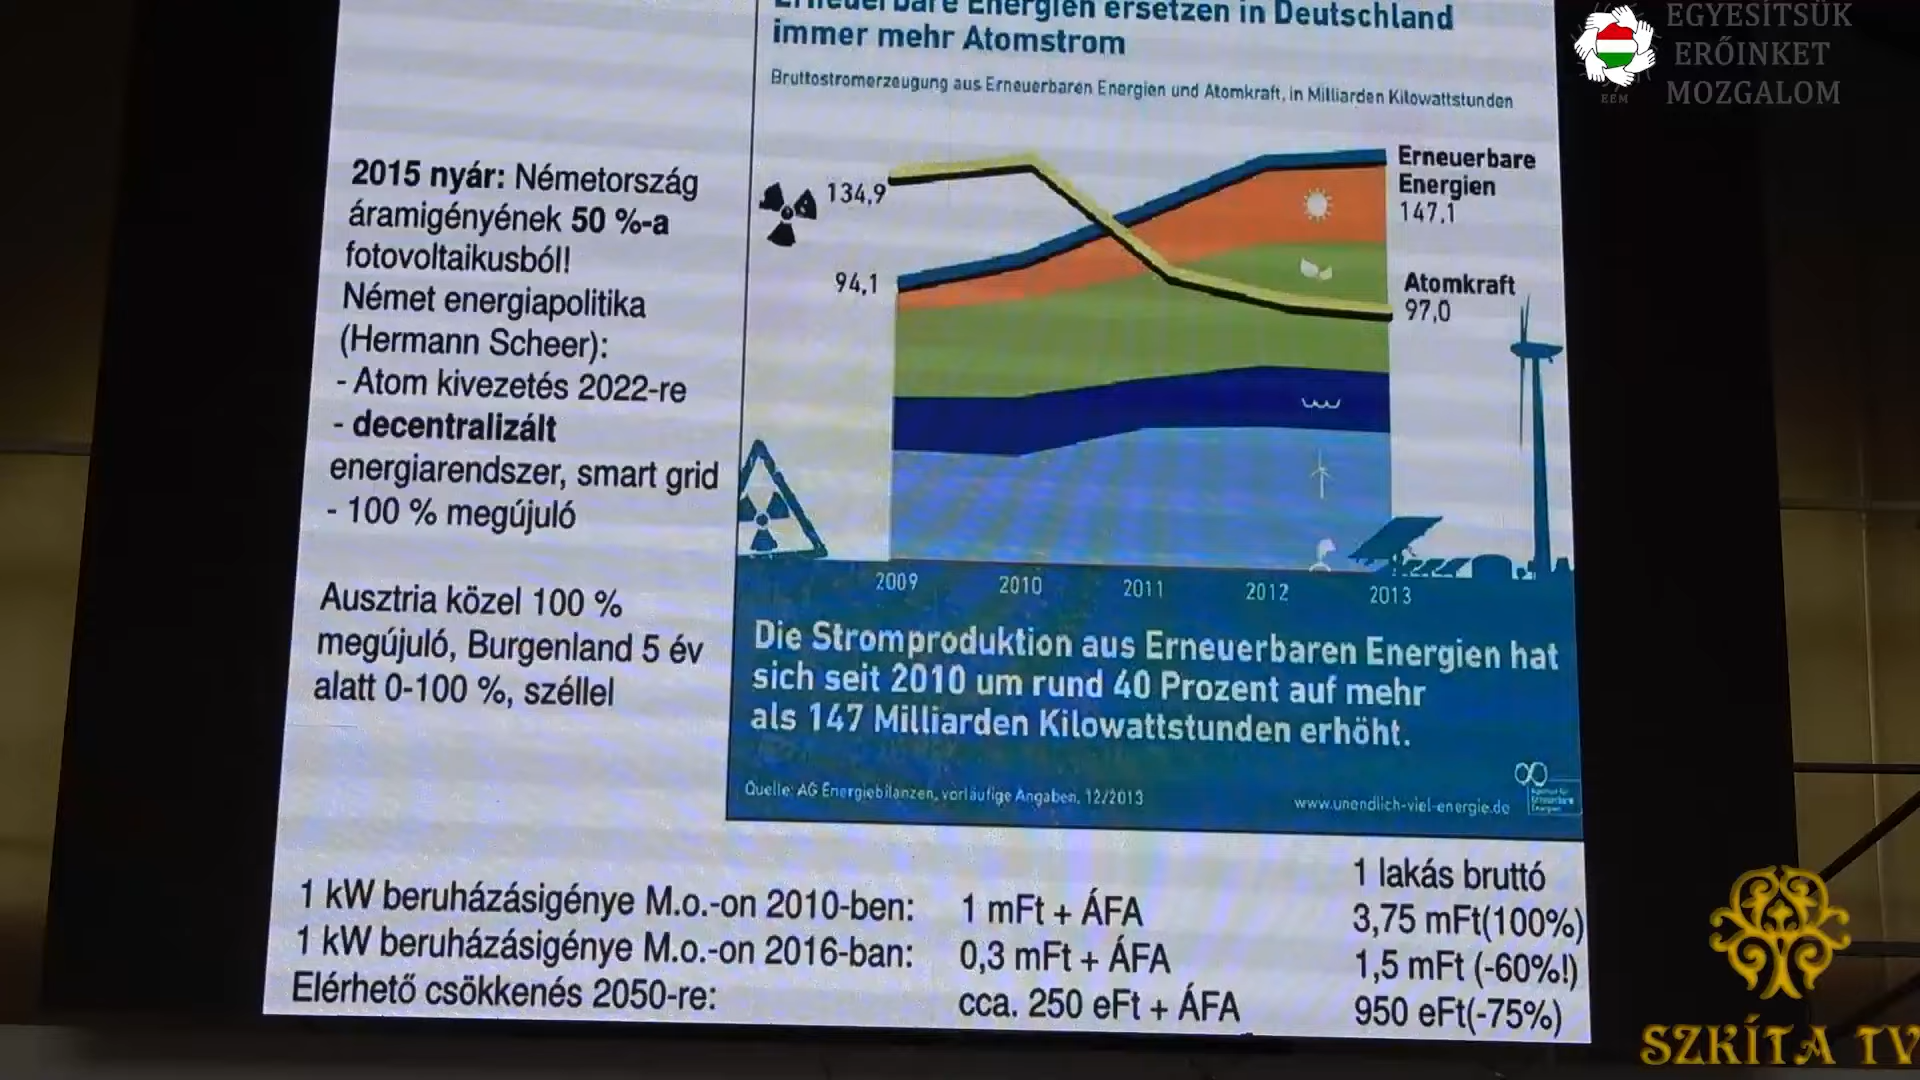 Erneuerbare Energien ersetzen in Deutschland
immer mehr Atomstrom
Bruttostromerzeugung aus Erneuerbaren Energien und Atomkraft, in Milliarden Kilowattstunden
EGYESÍTSÜK
ERŐINKET
MOZGALOM
EEM
2015 nyár: Németország
áramigényének 50 %-a
fotovoltaikusból!
Német energiapolitika
(Hermann Scheer):
- Atom kivezetés 2022-re
- decentralizált
energiarendszer, smart grid
- 100 % megújuló
Ausztria közel 100 %
megújuló, Burgenland 5 év
alatt 0-100 %, széllel
134,9
94,1
Erneuerbare
Energien
147,1
Atomkraft
97,0
2009 2010 2011 2012 2013
Die Stromproduktion aus Erneuerbaren Energien hat
sich seit 2010 um rund 40 Prozent auf mehr
als 147 Milliarden Kilowattstunden erhöht.
Quelle: AG Energiebilanzen, vorläufige Angaben, 12/2013
www.unendlich-viel-energie.de
Agentur für
Erneuerbare
Energien
1 lakás bruttó
1 kW beruházásigénye M.o.-on 2010-ben: 1 mFt + ÁFA 3,75 mFt(100%)
1 kW beruházásigénye M.o.-on 2016-ban: 0,3 mFt + ÁFA 1,5 mFt (-60%!)
Elérhető csökkenés 2050-re: cca. 250 eFt + ÁFA 950 eFt(-75%)
SZKÍTA TV